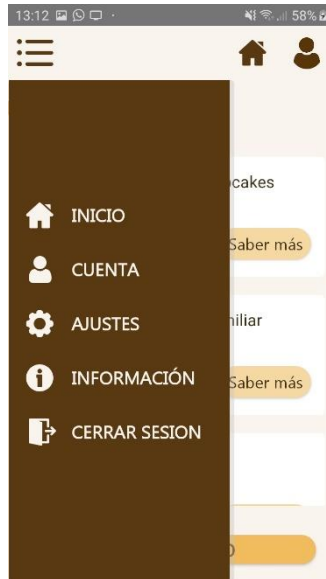 13:12
58%
INICIO
CUENTA
AJUSTES
INFORMACIÓN
CERRAR SESION
cakes
Saber más
iliar
Saber más